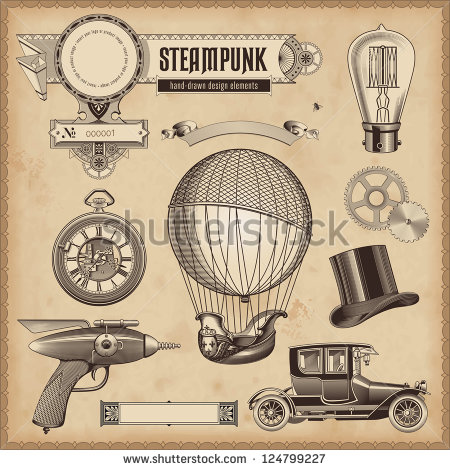 STEAMPUNK
hand-drawn design elements
№ 000001
shutterstock
www.shutterstock.com · 124799227